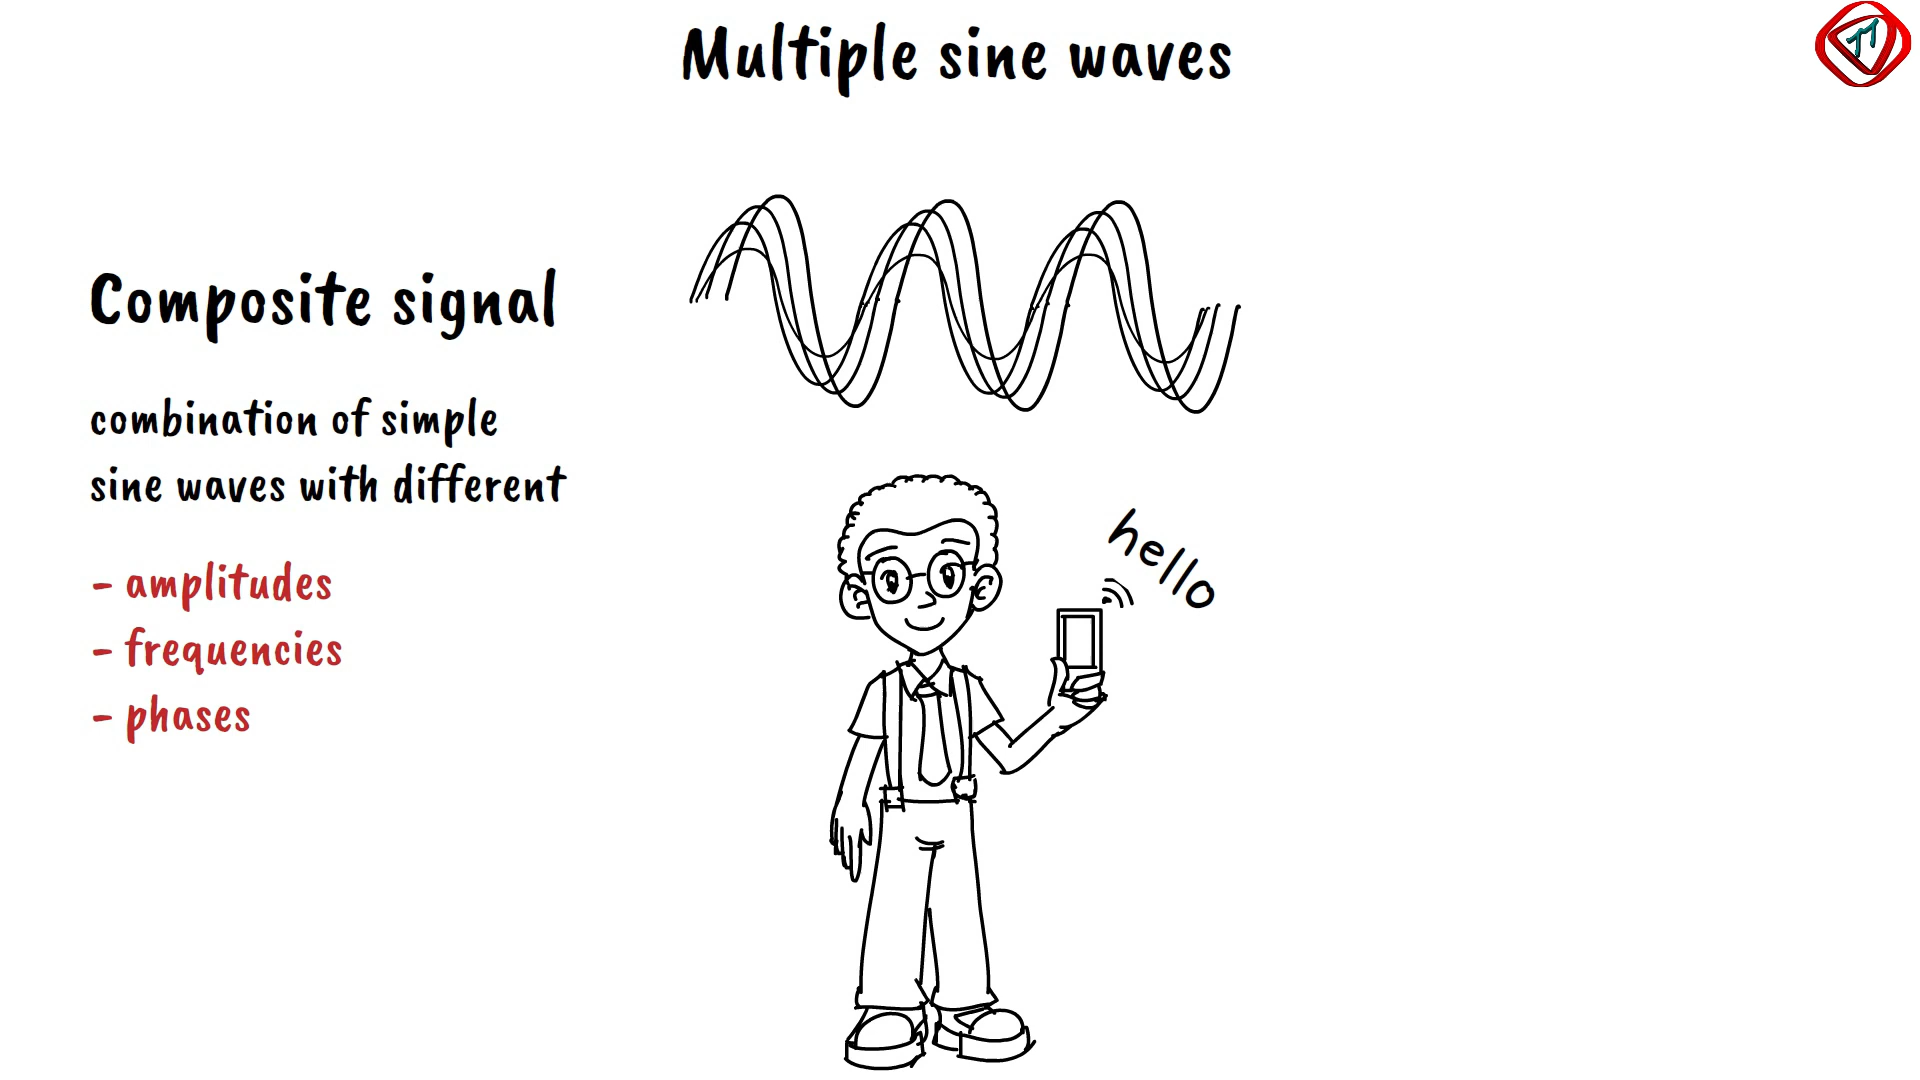 Multiple sine waves
Composite signal
combination of simple
sine waves with different
- amplitudes
- frequencies
- phases
hello